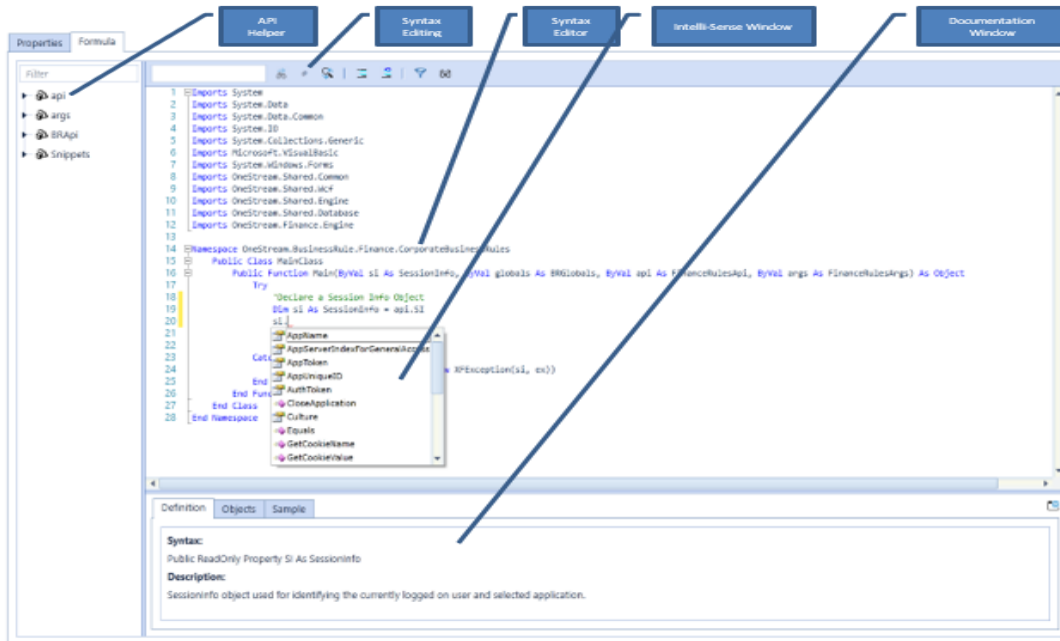 API
Helper
Syntax
Editing
Syntax
Editor
Intelli-Sense Window
Documentation
Window
Properties Formula
Filter
api
args
BRApi
Snippets
1 Imports System
2 Imports System.Data
3 Imports System.Data.Common
4 Imports System.IO
5 Imports System.Collections.Generic
6 Imports Microsoft.VisualBasic
7 Imports System.Windows.Forms
8 Imports OneStream.Shared.Common
9 Imports OneStream.Shared.Wcf
10 Imports OneStream.Shared.Engine
11 Imports OneStream.Shared.Database
12 Imports OneStream.Finance.Engine
13
14 Namespace OneStream.BusinessRule.Finance.CorporateBusinessRules
15 Public Class MainClass
16 Public Function Main(ByVal si As SessionInfo, ByVal globals As BRGlobals, ByVal api As FinanceRulesApi, ByVal args As FinanceRulesArgs) As Object
17 Try
18 'Declare a Session Info Object
19 Dim si As SessionInfo = api.SI
20 si.
21 AppName
22 AppServerIndexForGeneralAccess
23 Catc
AppToken
24 AppUniqueID XFException(si, ex))
25 End AuthToken
26 End Func CloseApplication
27 End Class Culture
28 End Namespace Equals
GetCookieName
GetCookieValue
Definition Objects Sample
Syntax:
Public ReadOnly Property SI As SessionInfo
Description:
SessionInfo object used for identifying the currently logged on user and selected application.